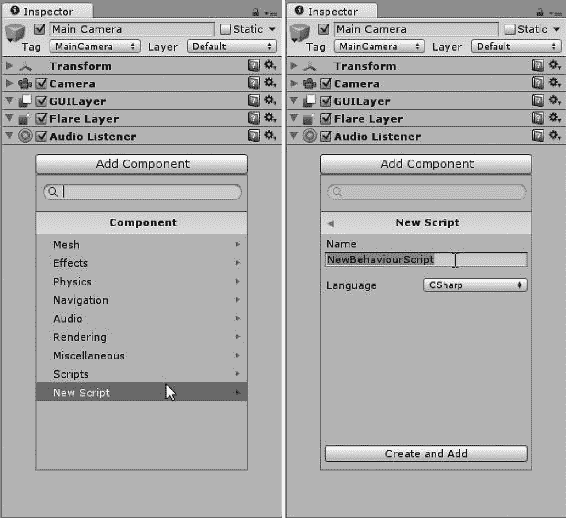 Inspector
Main Camera Static
Tag MainCamera Layer Default
Transform
Camera
GUILayer
Flare Layer
Audio Listener
Add Component
Component
Mesh
Effects
Physics
Navigation
Audio
Rendering
Miscellaneous
Scripts
New Script
Inspector
Main Camera Static
Tag MainCamera Layer Default
Transform
Camera
GUILayer
Flare Layer
Audio Listener
Add Component
New Script
Name
NewBehaviourScript
Language CSharp
Create and Add